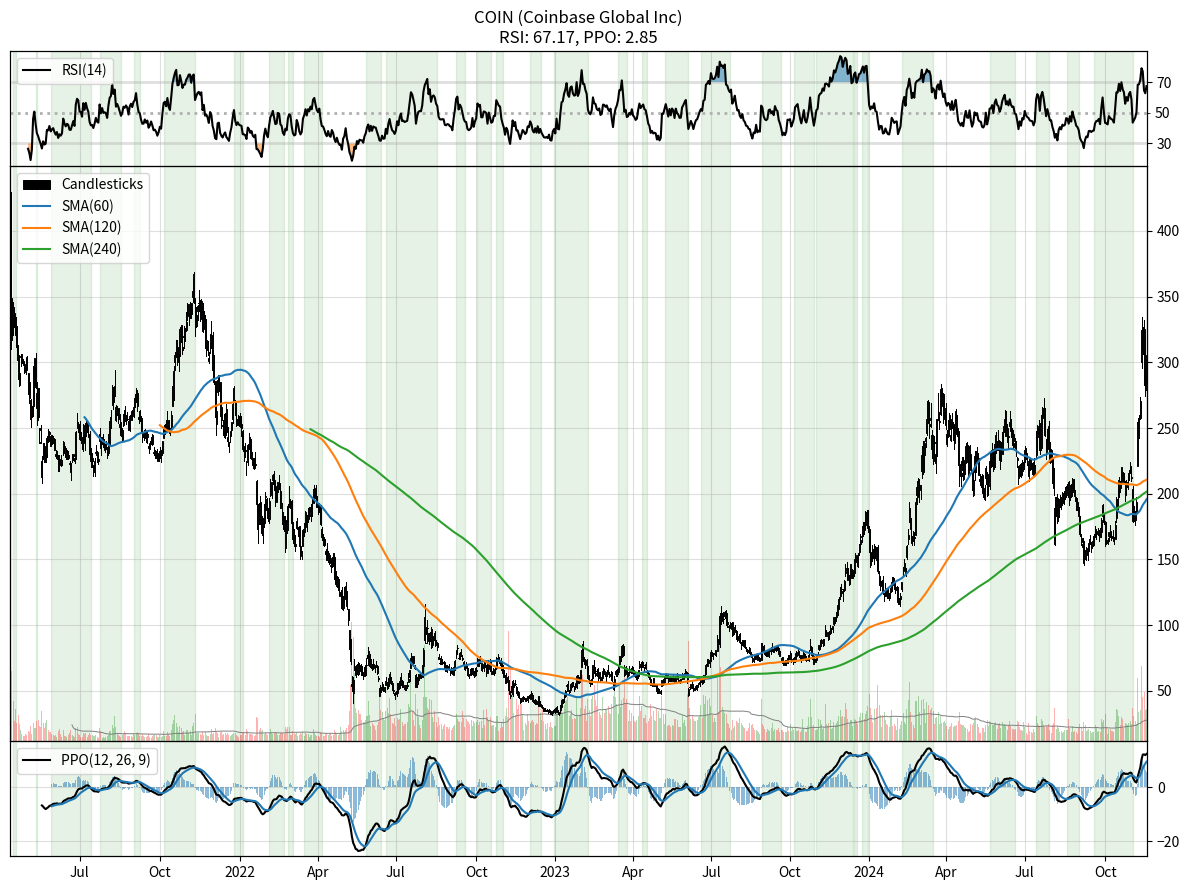 COIN (Coinbase Global Inc)
RSI: 67.17, PPO: 2.85
RSI(14)
70
50
30
Candlesticks
SMA(60)
SMA(120)
SMA(240)
400
350
300
250
200
150
100
50
PPO(12, 26, 9)
0
−20
Jul Oct 2022 Apr Jul Oct 2023 Apr Jul Oct 2024 Apr Jul Oct